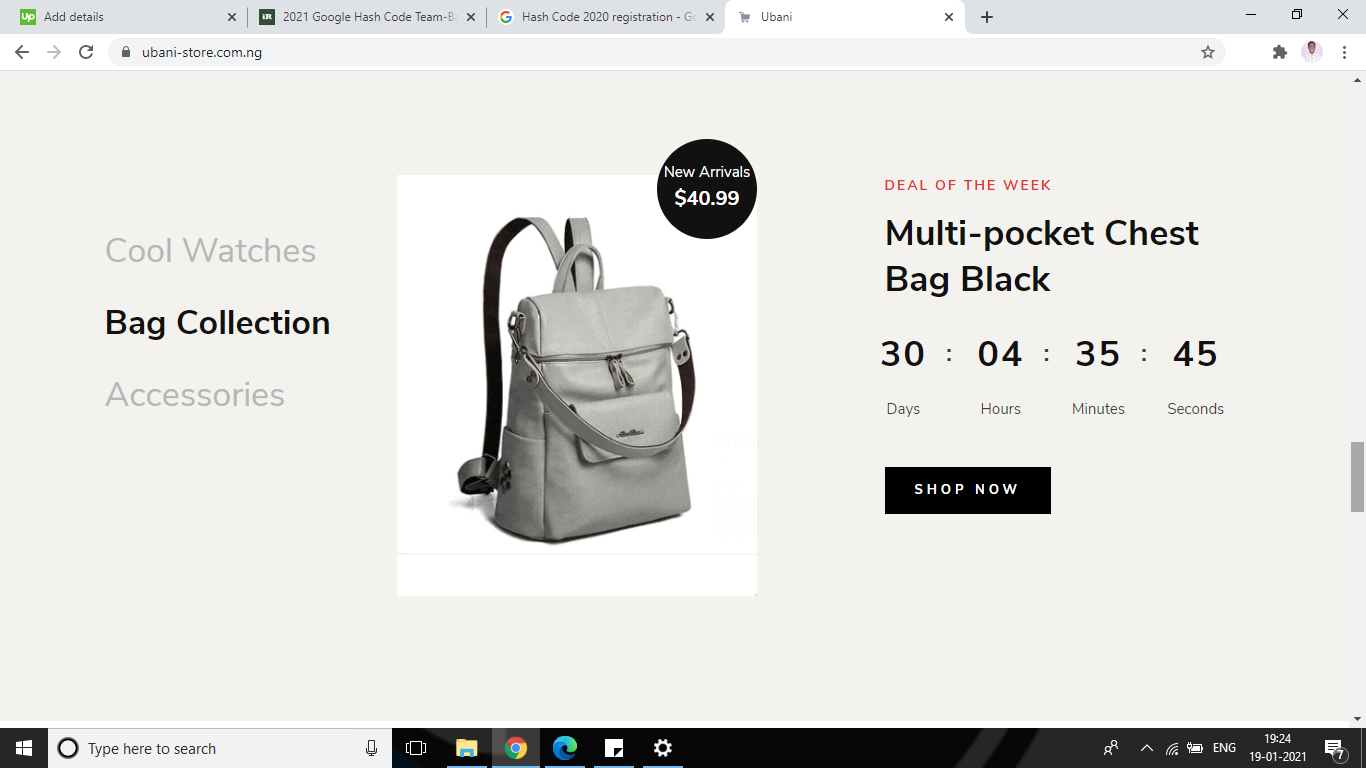 Add details
2021 Google Hash Code Team-Ba
Hash Code 2020 registration - Go
Ubani
ubani-store.com.ng
Cool Watches
Bag Collection
Accessories
New Arrivals
$40.99
DEAL OF THE WEEK
Multi-pocket Chest
Bag Black
30 : 04 : 35 : 45
Days Hours Minutes Seconds
SHOP NOW
Type here to search
ENG
19:24
19-01-2021
7